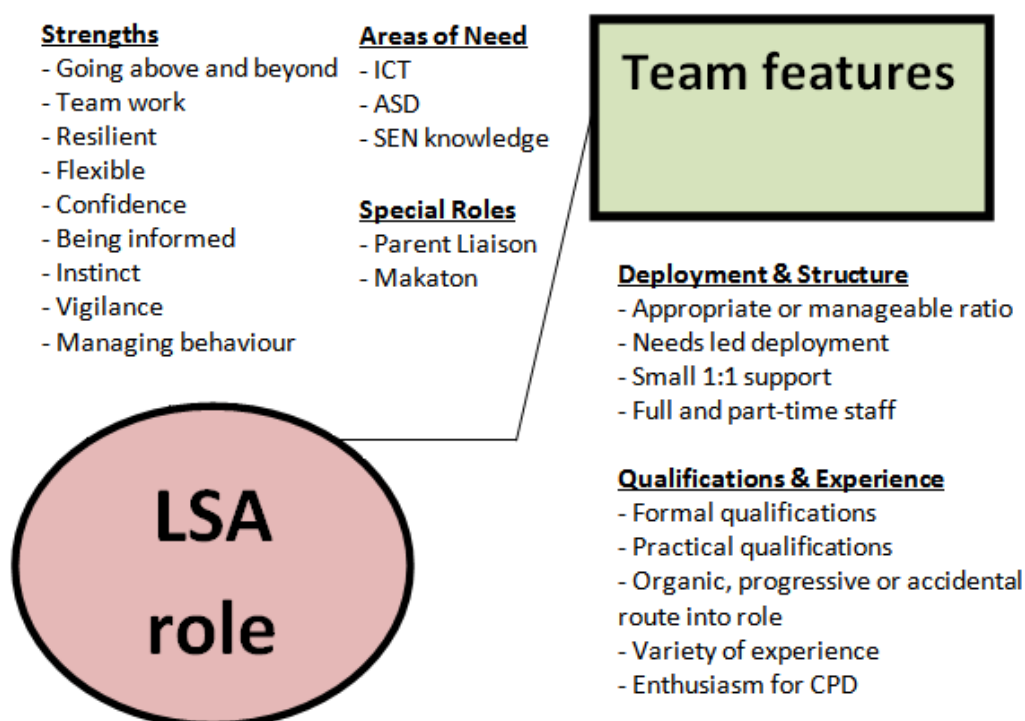 Strengths
- Going above and beyond
- Team work
- Resilient
- Flexible
- Confidence
- Being informed
- Instinct
- Vigilance
- Managing behaviour
Areas of Need
- ICT
- ASD
- SEN knowledge
Special Roles
- Parent Liaison
- Makaton
Team features
Deployment & Structure
- Appropriate or manageable ratio
- Needs led deployment
- Small 1:1 support
- Full and part-time staff
Qualifications & Experience
- Formal qualifications
- Practical qualifications
- Organic, progressive or accidental
route into role
- Variety of experience
- Enthusiasm for CPD
LSA
role